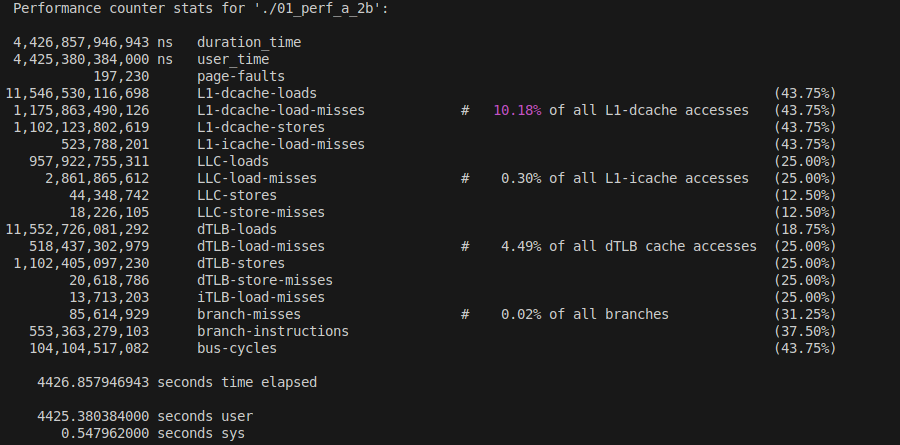 Performance counter stats for './01_perf_a_2b':
4,426,857,946,943 ns duration_time
4,425,380,384,000 ns user_time
197,230 page-faults
11,546,530,116,698 L1-dcache-loads (43.75%)
1,175,863,490,126 L1-dcache-load-misses # 10.18% of all L1-dcache accesses (43.75%)
1,102,123,802,619 L1-dcache-stores (43.75%)
523,788,201 L1-icache-load-misses (43.75%)
957,922,755,311 LLC-loads (25.00%)
2,861,865,612 LLC-load-misses # 0.30% of all L1-icache accesses (25.00%)
44,348,742 LLC-stores (12.50%)
18,226,105 LLC-store-misses (12.50%)
11,552,726,081,292 dTLB-loads (18.75%)
518,437,302,979 dTLB-load-misses # 4.49% of all dTLB cache accesses (25.00%)
1,102,405,097,230 dTLB-stores (25.00%)
20,618,786 dTLB-store-misses (25.00%)
13,713,203 iTLB-load-misses (25.00%)
85,614,929 branch-misses # 0.02% of all branches (31.25%)
553,363,279,103 branch-instructions (37.50%)
104,104,517,082 bus-cycles (43.75%)
4426.857946943 seconds time elapsed
4425.380384000 seconds user
0.547962000 seconds sys